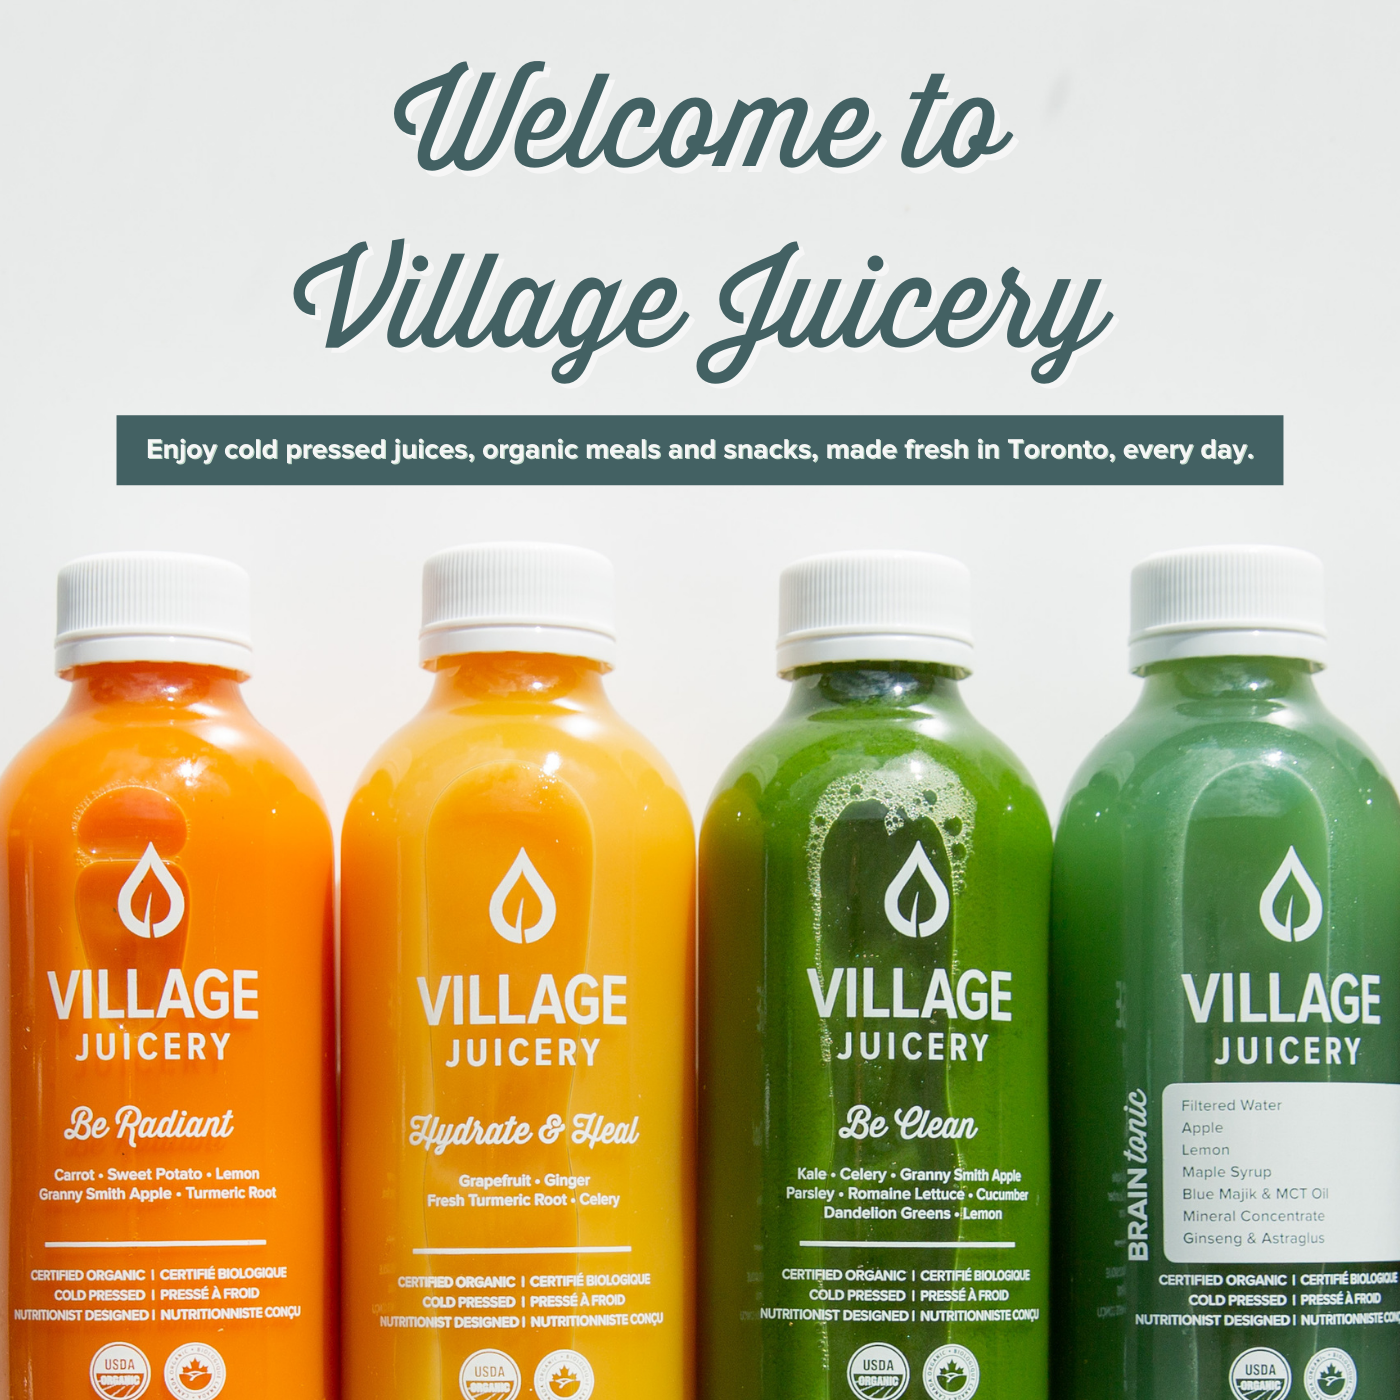 Welcome to
Village Juicery
Enjoy cold pressed juices, organic meals and snacks, made fresh in Toronto, every day.
VILLAGE
JUICERY
Be Radiant
Carrot • Sweet Potato • Lemon
Granny Smith Apple • Turmeric Root
CERTIFIED ORGANIC | CERTIFIÉ BIOLOGIQUE
COLD PRESSED | PRESSÉ À FROID
NUTRITIONIST DESIGNED | NUTRITIONNISTE CONÇU
USDA
ORGANIC
VILLAGE
JUICERY
Hydrate & Heal
Grapefruit • Ginger
Fresh Turmeric Root • Celery
CERTIFIED ORGANIC | CERTIFIÉ BIOLOGIQUE
COLD PRESSED | PRESSÉ À FROID
NUTRITIONIST DESIGNED | NUTRITIONNISTE CONÇU
USDA
ORGANIC
VILLAGE
JUICERY
Be Clean
Kale • Celery • Granny Smith Apple
Parsley • Romaine Lettuce • Cucumber
Dandelion Greens • Lemon
CERTIFIED ORGANIC | CERTIFIÉ BIOLOGIQUE
COLD PRESSED | PRESSÉ À FROID
NUTRITIONIST DESIGNED | NUTRITIONNISTE CONÇU
USDA
ORGANIC
VILLAGE
JUICERY
BRAIN tonic
Filtered Water
Apple
Lemon
Maple Syrup
Blue Majik & MCT Oil
Mineral Concentrate
Ginseng & Astraglus
CERTIFIED ORGANIC | CERTIFIÉ BIOLOGIQUE
COLD PRESSED | PRESSÉ À FROID
NUTRITIONIST DESIGNED | NUTRITIONNISTE CONÇ
USDA
ORGANIC